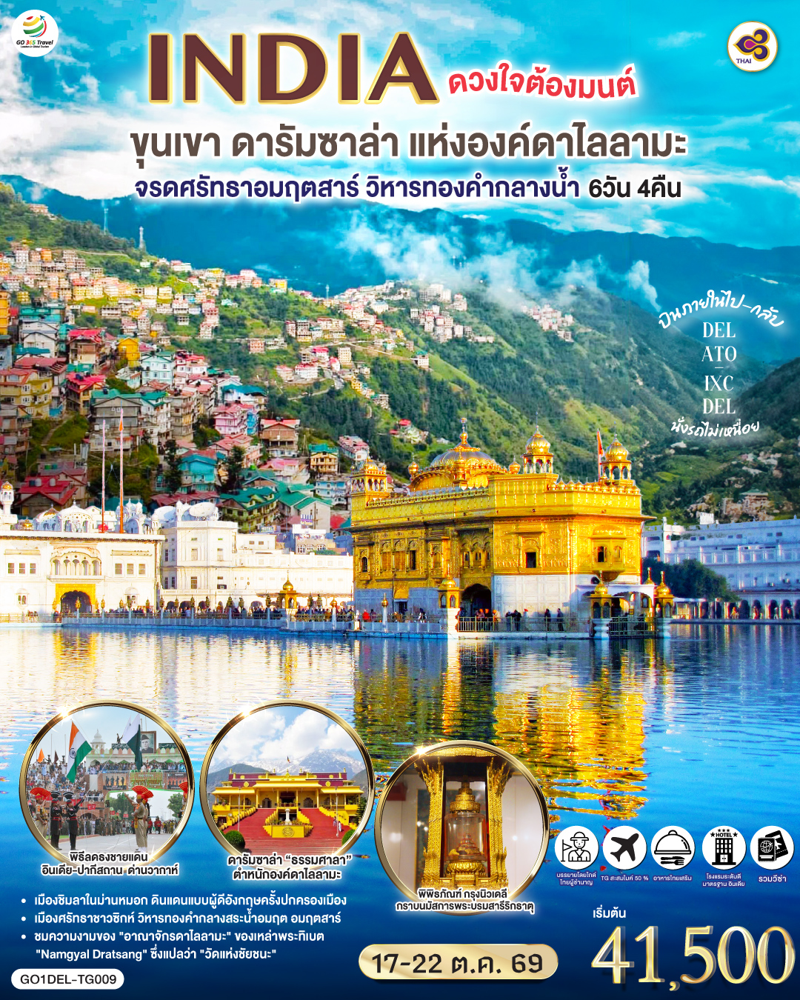 GO 365 Travel
Leaders in Global Tourism
THAI
INDIA
ดวงใจต้องมนต์
ขุนเขา ดารัมซาล่า แห่งองค์ดาไลลามะ
จรดศรัทธาอมฤตสาร์ วิหารทองคำกลางน้ำ 6วัน 4คืน
บินภายในไป-กลับ
DEL
ATO
–
IXC
DEL
นั่งรถไม่เหนื่อย
พิธีลดธงชายแดน
อินเดีย-ปากีสถาน ด่านวากาห์
ดารัมซาล่า “ธรรมศาลา”
ตำหนักองค์ดาไลลามะ
พิพิธภัณฑ์ กรุงนิวเดลี
กราบนมัสการพระบรมสารีริกธาตุ
บรรยายโดยไกด์
ไทยผู้ชำนาญ
TG สะสมไมค์ 50 %
อาหารไทยเสริม
HOTEL
โรงแรมระดับดี
มาตรฐาน อินเดีย
รวมวีซ่า
• เมืองชิมลาในม่านหมอก ดินแดนแบบผู้ดีอังกฤษครั้งปกครองเมือง
• เมืองศรัทธาชาวซิกห์ วิหารทองคำกลางสระน้ำอมฤต อมฤตสาร์
• ชมความงามของ "อาณาจักรดาไลลามะ" ของเหล่าพระทิเบต
"Namgyal Dratsang" ซึ่งแปลว่า "วัดแห่งชัยชนะ"
GO1DEL-TG009
17-22 ต.ค. 69
เริ่มต้น
41,500